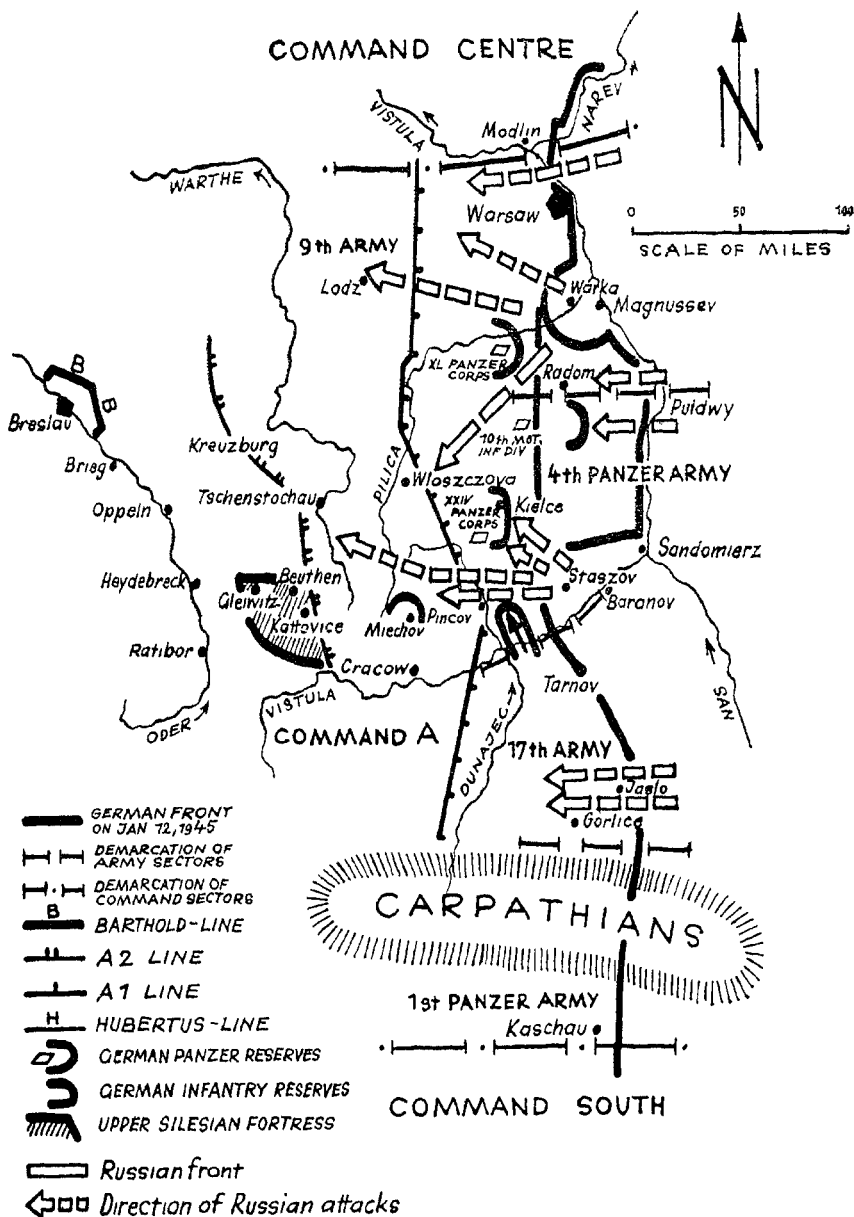 COMMAND CENTRE
N
VISTULA
NAREV
Modlin
WARTHE
Warsaw
0 50 100
SCALE OF MILES
9th ARMY
Lodz
Warka
Magnussev
XL PANZER
CORPS
Radom
Pulawy
B
B
Breslau
10th MOT.
INF DIV
Kreuzburg
4th PANZER ARMY
PILICA
Brieg
Wloszczova
Tschenstochau
XXIV
PANZER
CORPS
Kielce
Oppeln
Sandomierz
Heydebreck
Beuthen
Gleiwitz
Staszov
Baranov
Kattovice
Miechov
Pincov
Ratibor
Cracow
Tarnov
SAN
VISTULA
ODER
COMMAND A
DUNAJEC
17th ARMY
Jaslo
Gorlice
CARPATHIANS
1st PANZER ARMY
Kaschau
COMMAND SOUTH
GERMAN FRONT
ON JAN 12, 1945
DEMARCATION OF
ARMY SECTORS
DEMARCATION OF
COMMAND SECTORS
B
BARTHOLD-LINE
A2 LINE
A1 LINE
H
HUBERTUS-LINE
GERMAN PANZER RESERVES
GERMAN INFANTRY RESERVES
UPPER SILESIAN FORTRESS
Russian front
Direction of Russian attacks